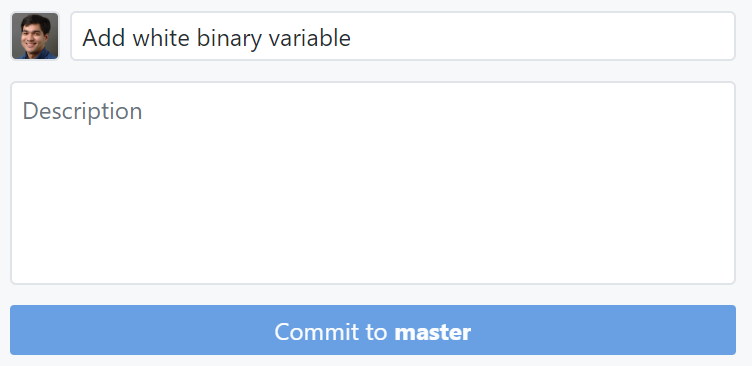 Add white binary variable
Description
Commit to master